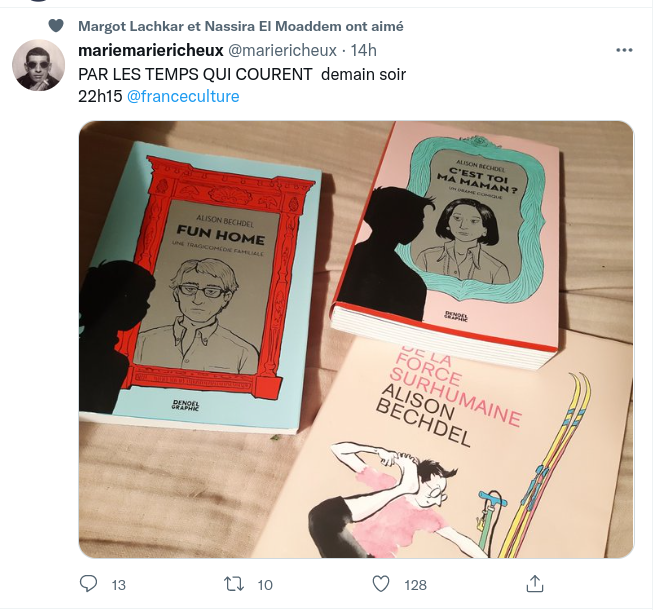 Margot Lachkar et Nassira El Moaddem ont aimé
mariemariericheux @mariericheux · 14h
PAR LES TEMPS QUI COURENT demain soir
22h15 @franceculture
ALISON BECHDEL
FUN HOME
UNE TRAGICOMÉDIE FAMILIALE
DENOËL
GRAPHIC
ALISON BECHDEL
C'EST TOI
MA MAMAN?
UN DRAME COMIQUE
DENOËL
GRAPHIC
DE LA
FORCE
SURHUMAINE
ALISON
BECHDEL
13
10
128